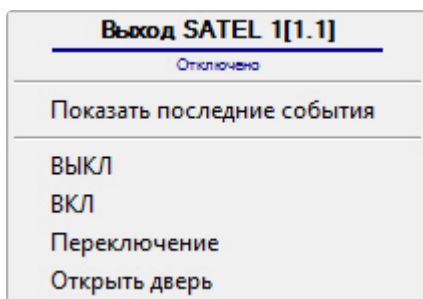 Выход SATEL 1[1.1]
Отключено
Показать последние события
ВЫКЛ
ВКЛ
Переключение
Открыть дверь